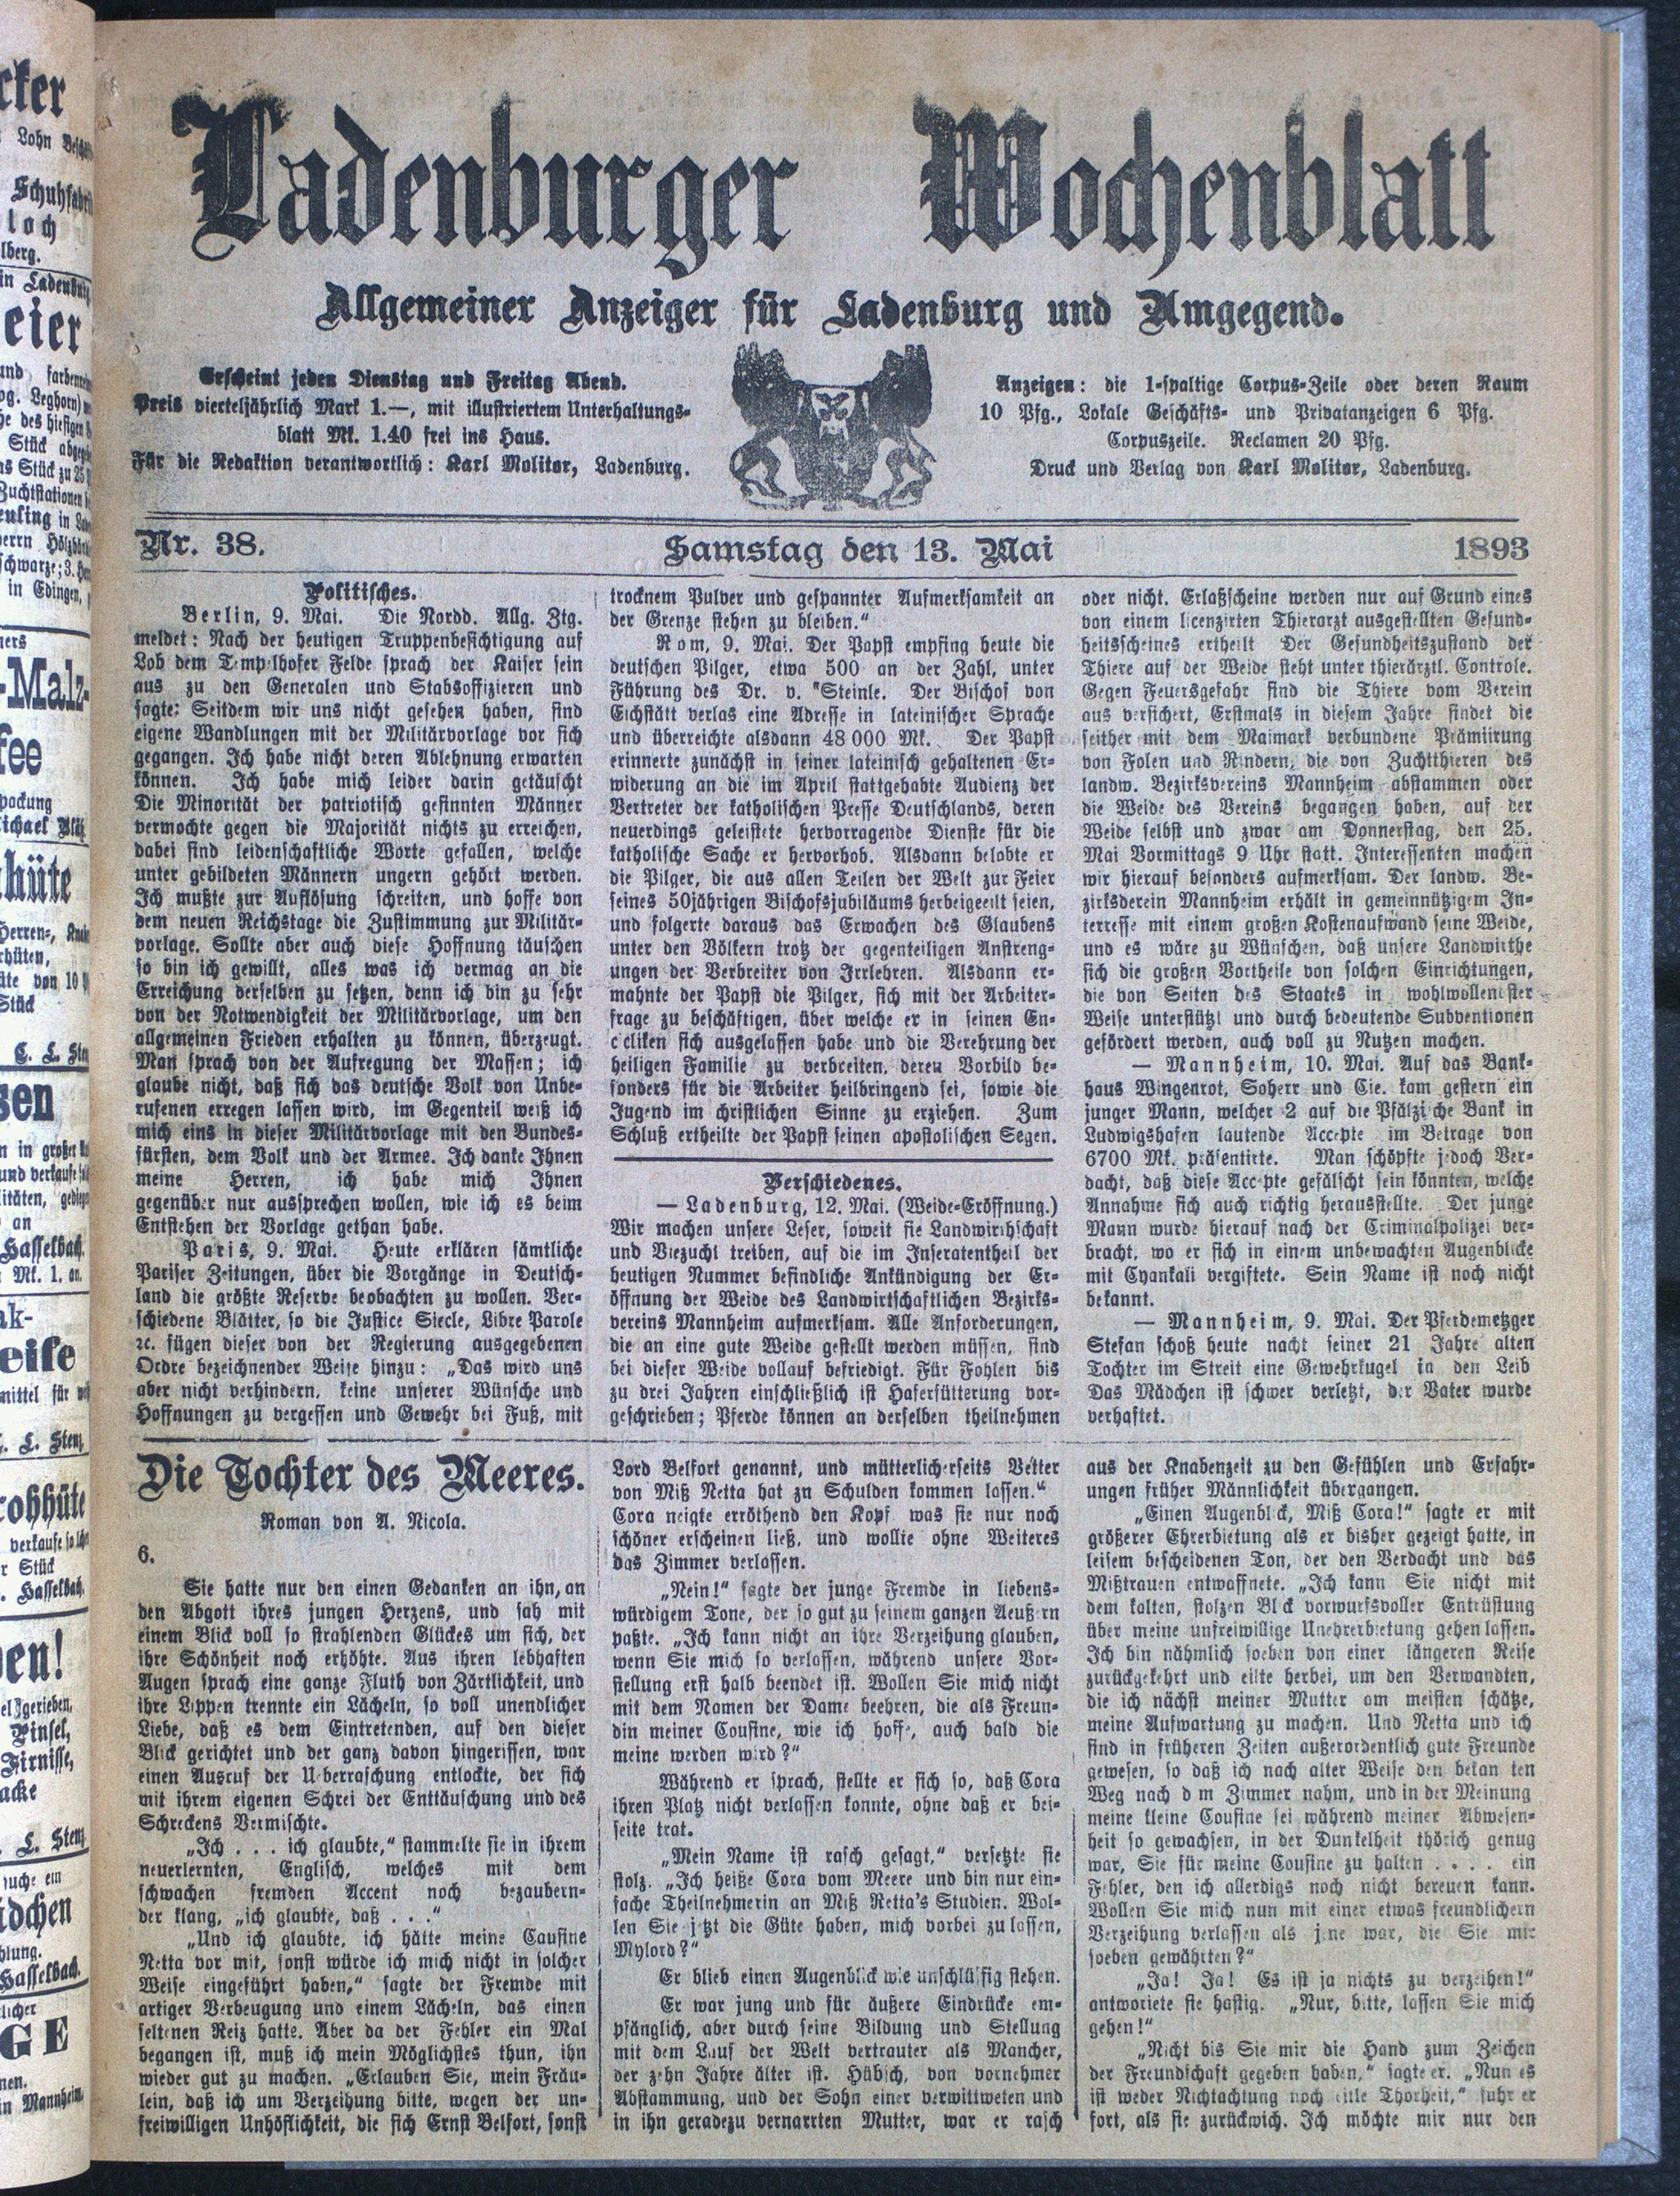 Ladenburger Wochenblatt
Allgemeiner Anzeiger für Ladenburg und Umgegend.
Erscheint jeden Dienstag und Freitag Abend.
Preis vierteljährlich Mark 1.—, mit illustriertem Unterhaltungs-
blatt Mk. 1.40 frei ins Haus.
Für die Redaktion verantwortlich: Karl Molitor, Ladenburg.
Anzeigen: die 1-spaltige Corpus-Zeile oder deren Raum
10 Pfg., Lokale Geschäfts- und Privatanzeigen 6 Pfg.
Corpuszeile. Reclamen 20 Pfg.
Druck und Verlag von Karl Molitor, Ladenburg.
Nr. 38. Samstag den 13. Mai 1893
Politisches.
Berlin, 9. Mai. Die Nordd. Allg. Ztg.
meldet: Nach der heutigen Truppenbesichtigung auf
Lob dem Tempelhofer Felde sprach der Kaiser sein
aus zu den Generalen und Stabsoffizieren und
sagte: Seitdem wir uns nicht gesehen haben, sind
eigene Wandlungen mit der Militärvorlage vor sich
gegangen. Ich habe nicht deren Ablehnung erwarten
können. Ich habe mich leider darin getäuscht
Die Minorität der patriotisch gesinnten Männer
vermochte gegen die Majorität nichts zu erreichen,
dabei sind leidenschaftliche Worte gefallen, welche
unter gebildeten Männern ungern gehört werden.
Ich mußte zur Auflösung schreiten, und hoffe von
dem neuen Reichstage die Zustimmung zur Militär-
vorlage. Sollte aber auch diese Hoffnung täuschen
so bin ich gewillt, alles was ich vermag an die
Erreichung derselben zu setzen, denn ich bin zu sehr
von der Notwendigkeit der Militärvorlage, um den
allgemeinen Frieden erhalten zu können, überzeugt.
Man sprach von der Aufregung der Massen; ich
glaube nicht, daß sich das deutsche Volk von Unbe-
rufenen erregen lassen wird, im Gegenteil weiß ich
mich eins in dieser Militärvorlage mit den Bundes-
fürsten, dem Volk und der Armee. Ich danke Ihnen
meine Herren, ich habe mich Ihnen
gegenüber nur aussprechen wollen, wie ich es beim
Entstehen der Vorlage gethan habe.
Paris, 9. Mai. Heute erklären sämtliche
Pariser Zeitungen, über die Vorgänge in Deutsch-
land die größte Reserve beobachten zu wollen. Ver-
schiedene Blätter, so die Justice Siecle, Libre Parole
ec. fügen dieser von der Regierung ausgegebenen
Ordre bezeichnender Weise hinzu: „Das wird uns
aber nicht verhindern, keine unserer Wünsche und
Hoffnungen zu vergessen und Gewehr bei Fuß, mit
trocknem Pulver und gespannter Aufmerksamkeit an
der Grenze stehen zu bleiben.“
Rom, 9. Mai. Der Papst empfing heute die
deutschen Pilger, etwa 500 an der Zahl, unter
Führung des Dr. v. "Steinle. Der Bischof von
Eichstätt verlas eine Adresse in lateinischer Sprache
und überreichte alsdann 48 000 Mk. Der Papst
erinnerte zunächst in seiner lateinisch gehaltenen Er-
widerung an die im April stattgehabte Audienz der
Vertreter der katholischen Presse Deutschlands, deren
neuerdings geleistete hervorragende Dienste für die
katholische Sache er hervorhob. Alsdann belobte er
die Pilger, die aus allen Teilen der Welt zur Feier
seines 50jährigen Bischofsjubiläums herbeigeeilt seien,
und folgerte daraus das Erwachen des Glaubens
unter den Völkern trotz der gegenteiligen Anstreng-
ungen der Verbreiter von Irrlehren. Alsdann er-
mahnte der Papst die Pilger, sich mit der Arbeiter-
frage zu beschäftigen, über welche er in seinen En-
c cliken sich ausgelassen habe und die Verehrung der
heiligen Familie zu verbreiten, deren Vorbild be-
sonders für die Arbeiter heilbringend sei, sowie die
Jugend im christlichen Sinne zu erziehen. Zum
Schluß ertheilte der Papst seinen apostolischen Segen.
Verschiedenes.
— Ladenburg, 12. Mai. (Weide-Eröffnung.)
Wir machen unsere Leser, soweit sie Landwirthschaft
und Viezucht treiben, auf die im Inseratentheil der
heutigen Nummer befindliche Ankündigung der Er-
öffnung der Weide des Landwirtschaftlichen Bezirks-
vereins Mannheim aufmerksam. Alle Anforderungen,
die an eine gute Weide gestellt werden müssen, sind
bei dieser Weide vollauf befriedigt. Für Fohlen bis
zu drei Jahren einschließlich ist Haferfütterung vor-
geschrieben; Pferde können an derselben theilnehmen
oder nicht. Erlaßscheine werden nur auf Grund eines
von einem licenzirten Thierarzt ausgestellten Gesund-
heitsscheines ertheilt Der Gesundheitszustand der
Thiere auf der Weide steht unter thierärztl. Controle.
Gegen Feuersgefahr sind die Thiere vom Verein
aus versichert, Erstmals in diesem Jahre findet die
seither mit dem Maimark verbundene Prämiirung
von Folen und Rindern, die von Zuchtthieren des
landw. Bezirksvereins Mannheim abstammen oder
die Weide des Vereins begangen haben, auf der
Weide selbst und zwar am Donnerstag, den 25.
Mai Vormittags 9 Uhr statt. Interessenten machen
wir hierauf besonders aufmerksam. Der landw. Be-
zirksderein Mannheim erhält in gemeinnützigem In-
terresse mit einem großen Kostenaufwand seine Weide,
und es wäre zu Wünschen, daß unsere Landwirthe
sich die großen Vortheile von solchen Einrichtungen,
die von Seiten des Staates in wohlwollendster
Weise unterstützt und durch bedeutende Subventionen
gefördert werden, auch voll zu Nutzen machen.
— Mannheim, 10. Mai. Auf das Bank-
haus Wingenrot, Soherr und Cie. kam gestern ein
junger Mann, welcher 2 auf die Pfälzische Bank in
Ludwigshafen lautende Accepte im Betrage von
6700 Mk. präsentirte. Man schöpfte jedoch Ver-
dacht, daß diese Accepte gefälscht sein könnten, welche
Annahme sich auch richtig herausstellte. Der junge
Mann wurde hierauf nach der Criminalpolizei ver-
bracht, wo er sich in einem unbewachten Augenblicke
mit Cyankali vergiftete. Sein Name ist noch nicht
bekannt.
— Mannheim, 9. Mai. Der Pferdemetzger
Stefan schoß heute nacht seiner 21 Jahre alten
Tochter im Streit eine Gewehrkugel in den Leib
Das Mädchen ist schwer verletzt, der Vater wurde
verhaftet.
Die Tochter des Meeres.
Roman von A. Nicola.
6.
Sie hatte nur den einen Gedanken an ihn, an
den Abgott ihres jungen Herzens, und sah mit
einem Blick voll so strahlenden Glückes um sich, der
ihre Schönheit noch erhöhte. Aus ihren lebhaften
Augen sprach eine ganze Fluth von Zärtlichkeit, und
ihre Lippen trennte ein Lächeln, so voll unendlicher
Liebe, daß es dem Eintretenden, auf den dieser
Blick gerichtet und der ganz davon hingerissen, war
einen Ausruf der Ueberraschung entlockte, der sich
mit ihrem eigenen Schrei der Enttäuschung und des
Schreckens Vermischte.
„Ich . . . ich glaubte,“ stammelte sie in ihrem
neuerlernten, Englisch, welches mit dem
schwachen fremden Accent noch bezaubern-
der klang, „ich glaubte, daß . . .“
„Und ich glaubte, ich hätte meine Causine
Netta vor mit, sonst würde ich mich nicht in solcher
Weise eingeführt haben,“ sagte der Fremde mit
artiger Verbeugung und einem Lächeln, das einen
seltenen Reiz hatte. Aber da der Fehler ein Mal
begangen ist, muß ich mein Möglichstes thun, ihn
wieder gut zu machen. „Erlauben Sie, mein Fräu-
lein, daß ich um Verzeihung bitte, wegen der un-
freiwilligen Unhöflichkeit, die sich Ernst Belfort, sonst
Lord Belfort genannt, und mütterlicherseits Vetter
von Miß Netta hat zu Schulden kommen lassen.“
Cora neigte erröthend den Kopf was sie nur noch
schöner erscheinen ließ, und wollte ohne Weiteres
das Zimmer verlassen.
„Nein!“ sagte der junge Fremde in liebens-
würdigem Tone, der so gut zu seinem ganzen Aeußern
paßte. „Ich kann nicht an ihre Verzeihung glauben,
wenn Sie mich so verlassen, während unsere Vor-
stellung erst halb beendet ist. Wollen Sie mich nicht
mit dem Namen der Dame beehren, die als Freun-
din meiner Cousine, wie ich hoffe, auch bald die
meine werden wird?“
Während er sprach, stellte er sich so, daß Cora
ihren Platz nicht verlassen konnte, ohne daß er bei-
seite trat.
„Mein Name ist rasch gesagt,“ versetzte sie
stolz. „Ich heiße Cora vom Meere und bin nur ein-
fache Theilnehmerin an Miß Retta's Studien. Wol-
len Sie jetzt die Güte haben, mich vorbei zu lassen,
Mylord?“
Er blieb einen Augenblick wie unschlüssig stehen.
Er war jung und für äußere Eindrücke em-
pfänglich, aber durch seine Bildung und Stellung
mit dem Lauf der Welt vertrauter als Mancher,
der zehn Jahre älter ist. Hübsch, von vornehmer
Abstammung, und der Sohn einer verwittweten und
in ihn geradezu vernarrten Mutter, war er rasch
aus der Knabenzeit zu den Gefühlen und Erfahr-
ungen früher Männlichkeit übergangen.
„Einen Augenblick, Miß Cora!“ sagte er mit
größerer Ehrerbietung als er bisher gezeigt hatte, in
leisem bescheidenen Ton, der den Verdacht und das
Mißtrauen entwaffnete. „Ich kann Sie nicht mit
dem kalten, stolzen Blick vorwurfsvoller Entrüstung
über meine unfreiwillige Unehrerbietung gehen lassen.
Ich bin nähmlich soeben von einer längeren Reise
zurückgekehrt und eilte herbei, um den Verwandten,
die ich nächst meiner Mutter am meisten schätze,
meine Aufwartung zu machen. Und Netta und ich
sind in früheren Zeiten außerordentlich gute Freunde
gewesen, so daß ich nach alter Weise den bekan ten
Weg nach d m Zimmer nahm, und in der Meinung
meine kleine Cousine sei während meiner Abwesen-
heit so gewachsen, in der Dunkelheit thörich genug
war, Sie für meine Cousine zu halten . . . . ein
Fehler, den ich allerdigs noch nicht bereuen kann.
Wollen Sie mich nun mit einer etwas freundlichern
Verzeihung verlassen als jene war, die Sie mir
soeben gewährten?“
„Ja! Ja! Es ist ja nichts zu verzeihen!“
antwortete sie hastig. „Nur, bitte, lassen Sie mich
gehen!“
„Nicht bis Sie mir die Hand zum Zeichen
der Freundschaft gegeben haben,“ sagte er. „Nun es
ist weder Nichtachtung noch eitle Thorheit,“ fuhr er
fort, als sie zurückwich. Ich möchte mir nur den